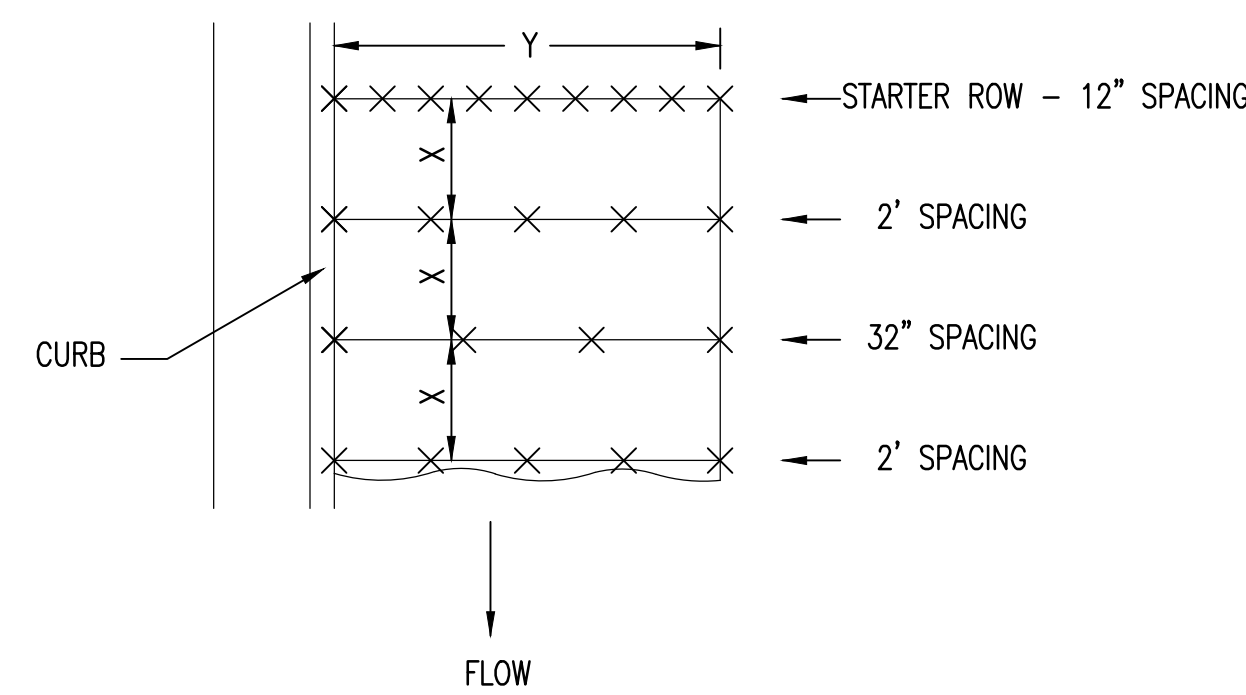 Y
STARTER ROW - 12" SPACING
X
2' SPACING
X
CURB
32" SPACING
X
2' SPACING
FLOW